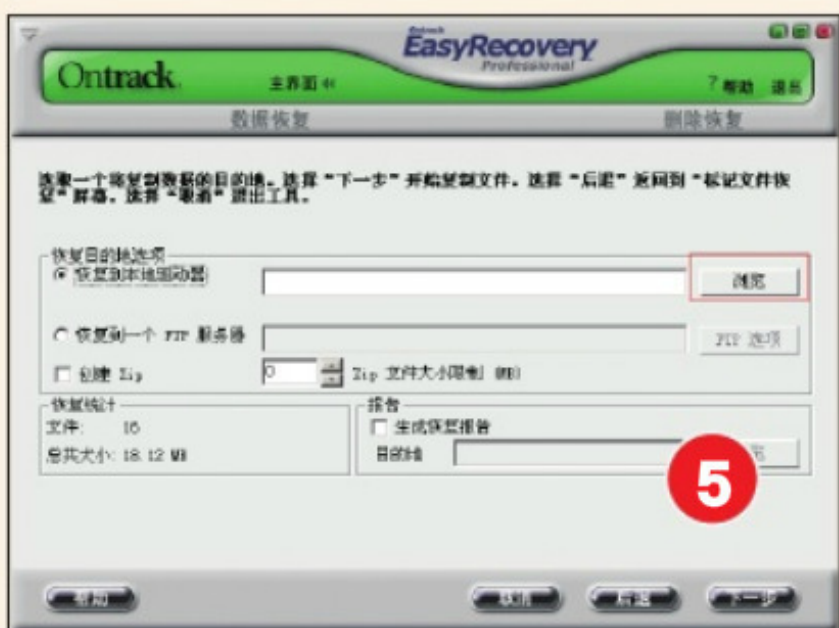 Ontrack
EasyRecovery
Professional
Ontrack.
主界面
? 帮助 退出
数据恢复
删除恢复
选取一个将复制数据的目的地。选择“下一步”开始复制文件。选择“后退”返回到“标记文件恢
复”屏幕。选择“取消”退出工具。
恢复目的地选项
恢复到本地驱动器
浏览
恢复到一个 FTP 服务器
FTP 选项
创建 Zip
0
Zip 文件大小限制 (MB)
恢复统计
文件: 16
总共大小: 18.12 MB
报告
生成恢复报告
目的地
览
5
帮助
取消
后退
下一步